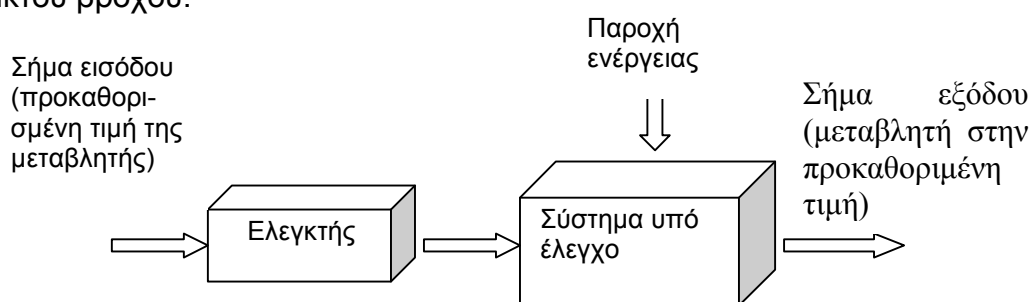 βρόχου.
Παροχή
ενέργειας
Σήμα εισόδου
(προκαθορι-
σμένη τιμή της
μεταβλητής)
Σήμα εξόδου
(μεταβλητή στην
προκαθοριμένη
τιμή)
Ελεγκτής
Σύστημα υπό
έλεγχο